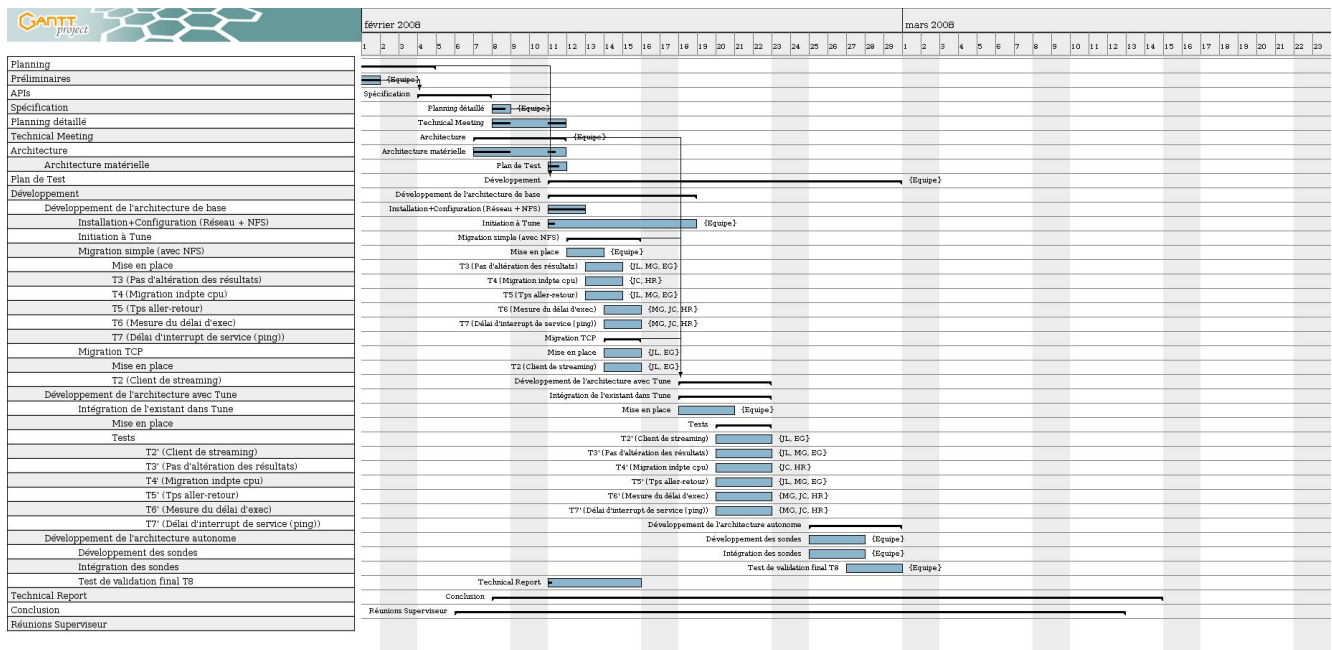 GANTT
project
février 2008
mars 2008
1 2 3 4 5 6 7 8 9 10 11 12 13 14 15 16 17 18 19 20 21 22 23 24 25 26 27 28 29 1 2 3 4 5 6 7 8 9 10 11 12 13 14 15 16 17 18 19 20 21 22 23
Planning
Préliminaires {Equipe}
APIs Spécification
Spécification Planning détaillé {Equipe}
Planning détaillé Technical Meeting
Technical Meeting Architecture {Equipe}
Architecture Architecture matérielle
Architecture matérielle Plan de Test
Plan de Test Développement {Equipe}
Développement Développement de l'architecture de base
Développement de l'architecture de base Installation+Configuration (Réseau + NFS)
Installation+Configuration (Réseau + NFS) Initiation à Tune {Equipe}
Initiation à Tune Migration simple (avec NFS)
Migration simple (avec NFS) Mise en place {Equipe}
Mise en place T3 (Pas d'altération des résultats) {JL, MG, EG}
T3 (Pas d'altération des résultats) T4 (Migration indpte cpu) {JC, HR}
T4 (Migration indpte cpu) T5 (Tps aller-retour) {JL, MG, EG}
T5 (Tps aller-retour) T6 (Mesure du délai d'exec) {MG, JC, HR}
T6 (Mesure du délai d'exec) T7 (Délai d'interrupt de service (ping)) {MG, JC, HR}
T7 (Délai d'interrupt de service (ping)) Migration TCP
Migration TCP Mise en place {JL, EG}
Mise en place T2 (Client de streaming) {JL, EG}
T2 (Client de streaming) Développement de l'architecture avec Tune
Développement de l'architecture avec Tune Intégration de l'existant dans Tune
Intégration de l'existant dans Tune Mise en place {Equipe}
Mise en place Tests
Tests T2' (Client de streaming) {JL, EG}
T2' (Client de streaming) T3' (Pas d'altération des résultats) {JL, MG, EG}
T3' (Pas d'altération des résultats) T4' (Migration indpte cpu) {JC, HR}
T4' (Migration indpte cpu) T5' (Tps aller-retour) {JL, MG, EG}
T5' (Tps aller-retour) T6' (Mesure du délai d'exec) {MG, JC, HR}
T6' (Mesure du délai d'exec) T7' (Délai d'interrupt de service (ping)) {MG, JC, HR}
T7' (Délai d'interrupt de service (ping)) Développement de l'architecture autonome
Développement de l'architecture autonome Développement des sondes {Equipe}
Développement des sondes Intégration des sondes {Equipe}
Intégration des sondes Test de validation final T8 {Equipe}
Test de validation final T8 Technical Report
Technical Report Conclusion
Conclusion Réunions Superviseur
Réunions Superviseur